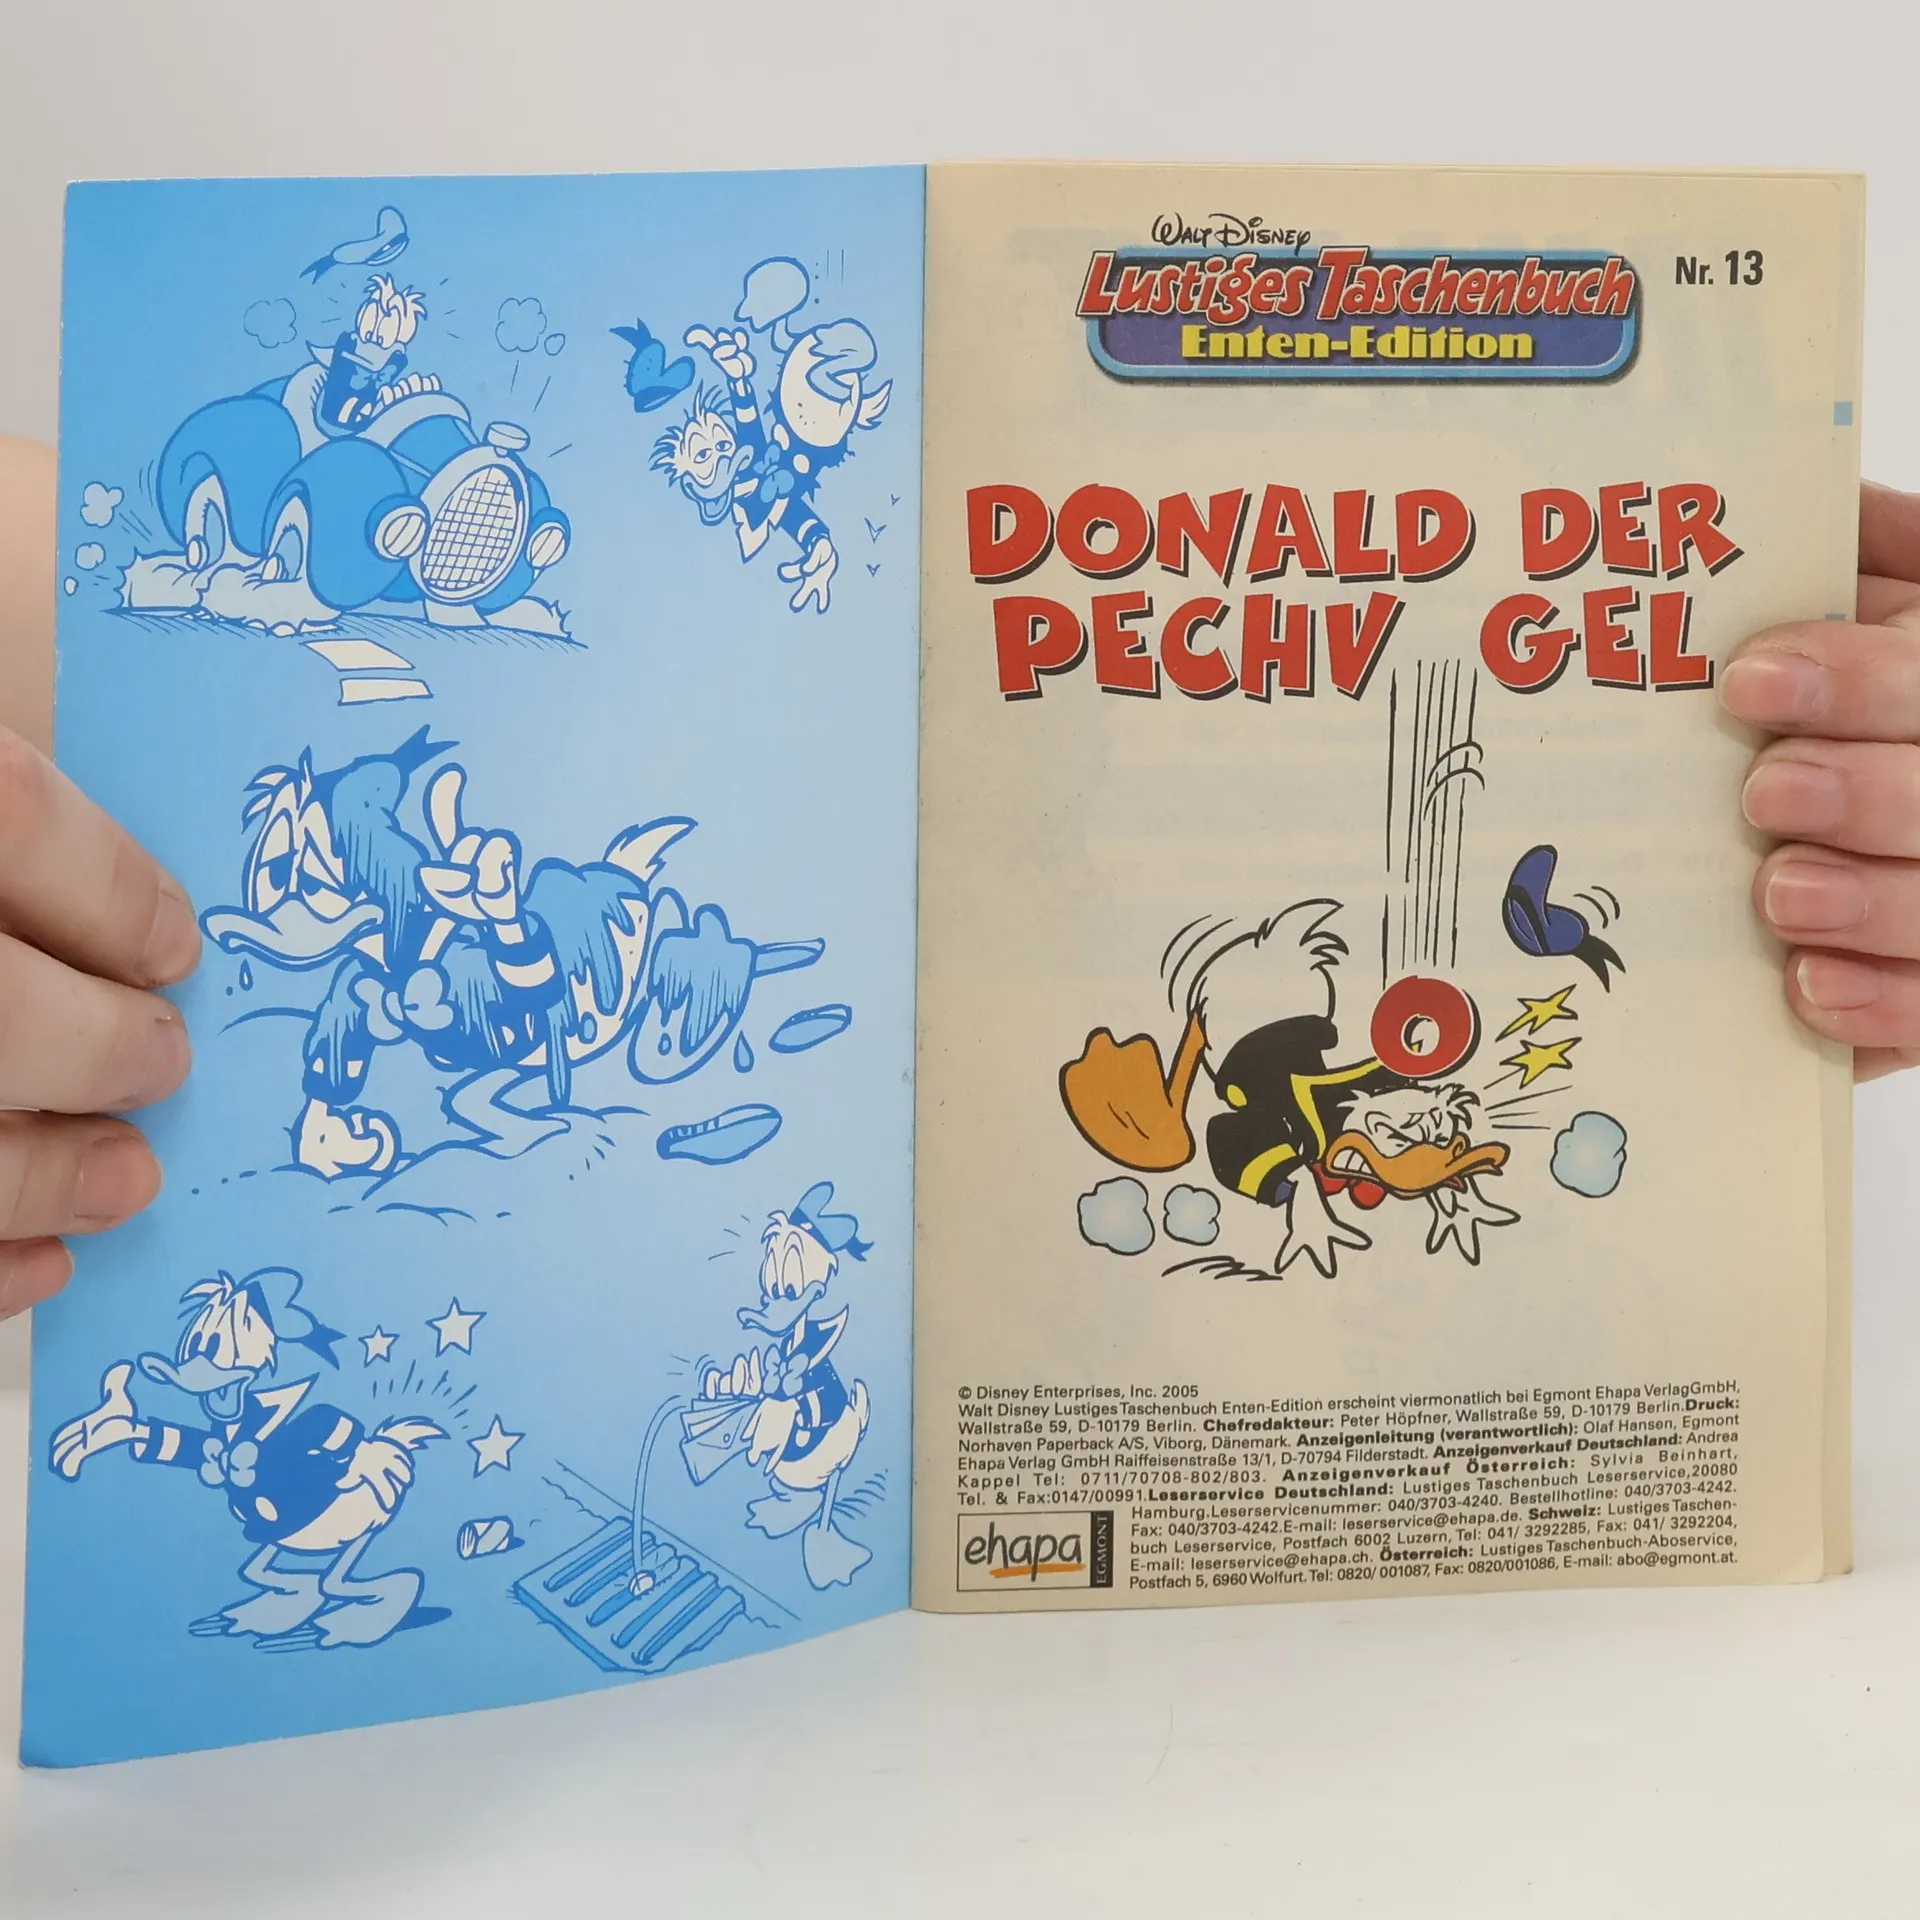 Walt Disney
Lustiges Taschenbuch
Enten-Edition
Nr. 13
DONALD DER
PECHV GEL
O
© Disney Enterprises, Inc. 2005
Walt Disney Lustiges Taschenbuch Enten-Edition erscheint viermonatlich bei Egmont Ehapa VerlagGmbH,
Wallstraße 59, D-10179 Berlin. Chefredakteur: Peter Höpfner, Wallstraße 59, D-10179 Berlin.Druck:
Norhaven Paperback A/S, Viborg, Dänemark. Anzeigenleitung (verantwortlich): Olaf Hansen, Egmont
Ehapa Verlag GmbH Raiffeisenstraße 13/1, D-70794 Filderstadt. Anzeigenverkauf Deutschland: Andrea
Kappel Tel: 0711/70708-802/803. Anzeigenverkauf Österreich: Sylvia Beinhart,
Tel. & Fax:0147/00991.Leserservice Deutschland: Lustiges Taschenbuch Leserservice,20080
Hamburg.Leserservicenummer: 040/3703-4240. Bestellhotline: 040/3703-4242.
Fax: 040/3703-4242.E-mail: leserservice@ehapa.de. Schweiz: Lustiges Taschen-
buch Leserservice, Postfach 6002 Luzern, Tel: 041/ 3292285, Fax: 041/ 3292204,
E-mail: leserservice@ehapa.ch. Österreich: Lustiges Taschenbuch-Aboservice,
Postfach 5, 6960 Wolfurt. Tel: 0820/ 001087, Fax: 0820/001086, E-mail: abo@egmont.at.
ehapa
EGMONT